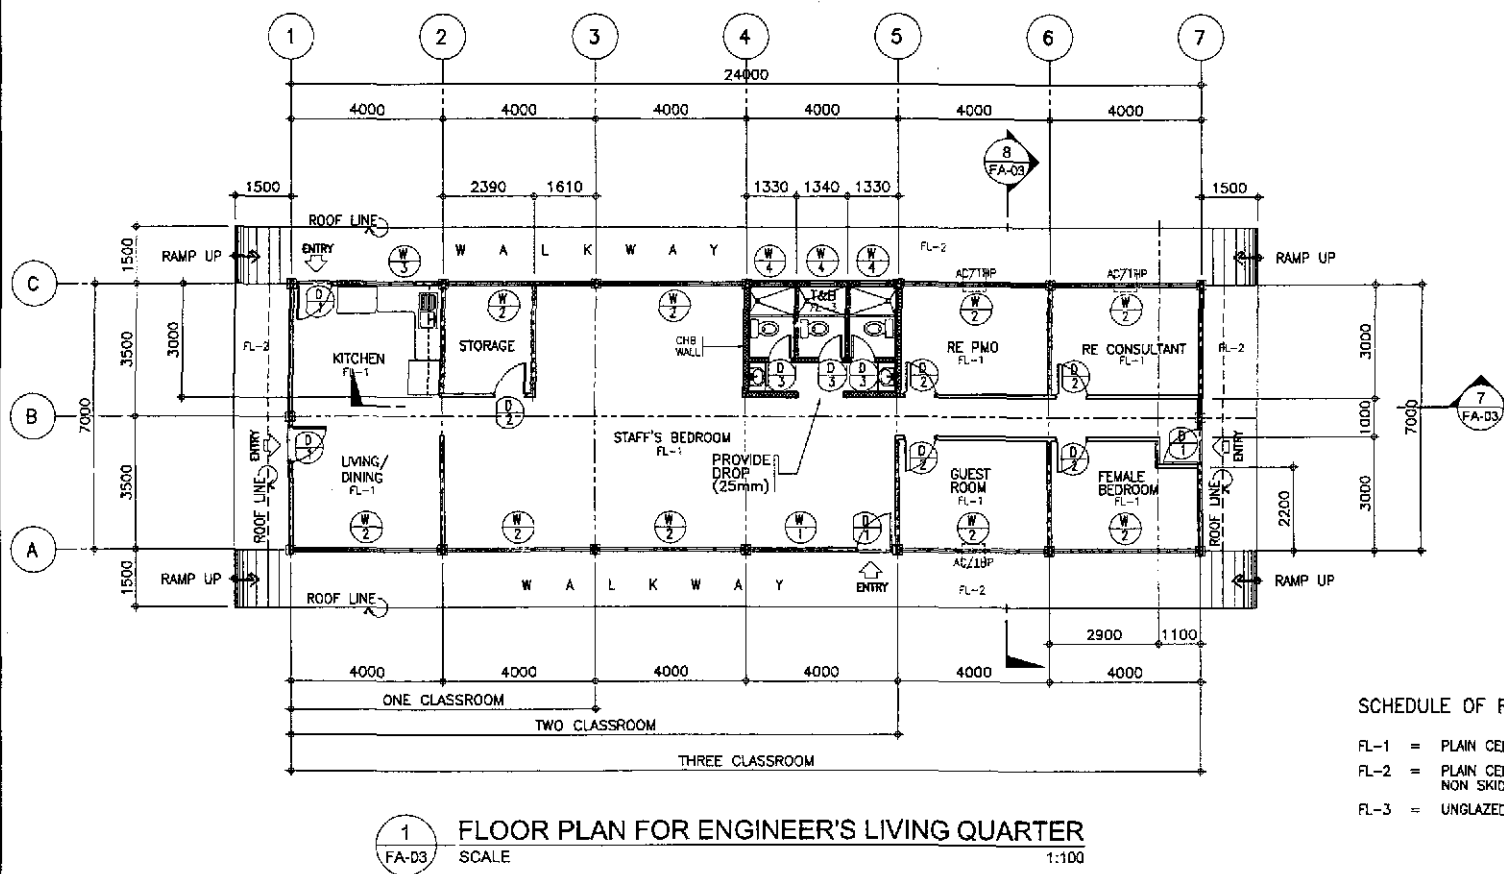 1 2 3 4 5 6 7
24000
4000 4000 4000 4000 4000 4000
8
FA-03
1500 2390 1610 1330 1340 1330 1500
ROOF LINE
RAMP UP ENTRY W A L K W A Y FL-2 RAMP UP
1500
W 3 W 4 W 4 W 4
AC/1HP AC/1HP
C
D 1 W 2 W 2 T&B FL-3 W 2 W 2
3500 3000 FL-2 KITCHEN FL-1 STORAGE CHB WALL RE PMO FL-1 RE CONSULTANT FL-1 FL-2 3000
D 3 D 3 D 3 D 2 D 2
7000 B D 2 1000 7000
7
FA-03
ENTRY D 1 STAFF'S BEDROOM FL-1 D 1 ENTRY
3500 LIVING/ DINING FL-1
PROVIDE
DROP
(25mm)
D 2 GUEST ROOM FL-1 D 2 FEMALE BEDROOM FL-1 2200 3000
ROOF LINE ROOF LINE
W 2 W 2 W 2 W 1 D 1 W 2 W 2
A
AC/1HP
1500 RAMP UP W A L K W A Y ENTRY FL-2 RAMP UP
ROOF LINE
2900 1100
4000 4000 4000 4000 4000 4000
ONE CLASSROOM
TWO CLASSROOM
THREE CLASSROOM
SCHEDULE OF
FL-1 = PLAIN
FL-2 = PLAIN
NON SKID
FL-3 = UNGLAZED
1
FA-03
FLOOR PLAN FOR ENGINEER'S LIVING QUARTER
SCALE 1:100